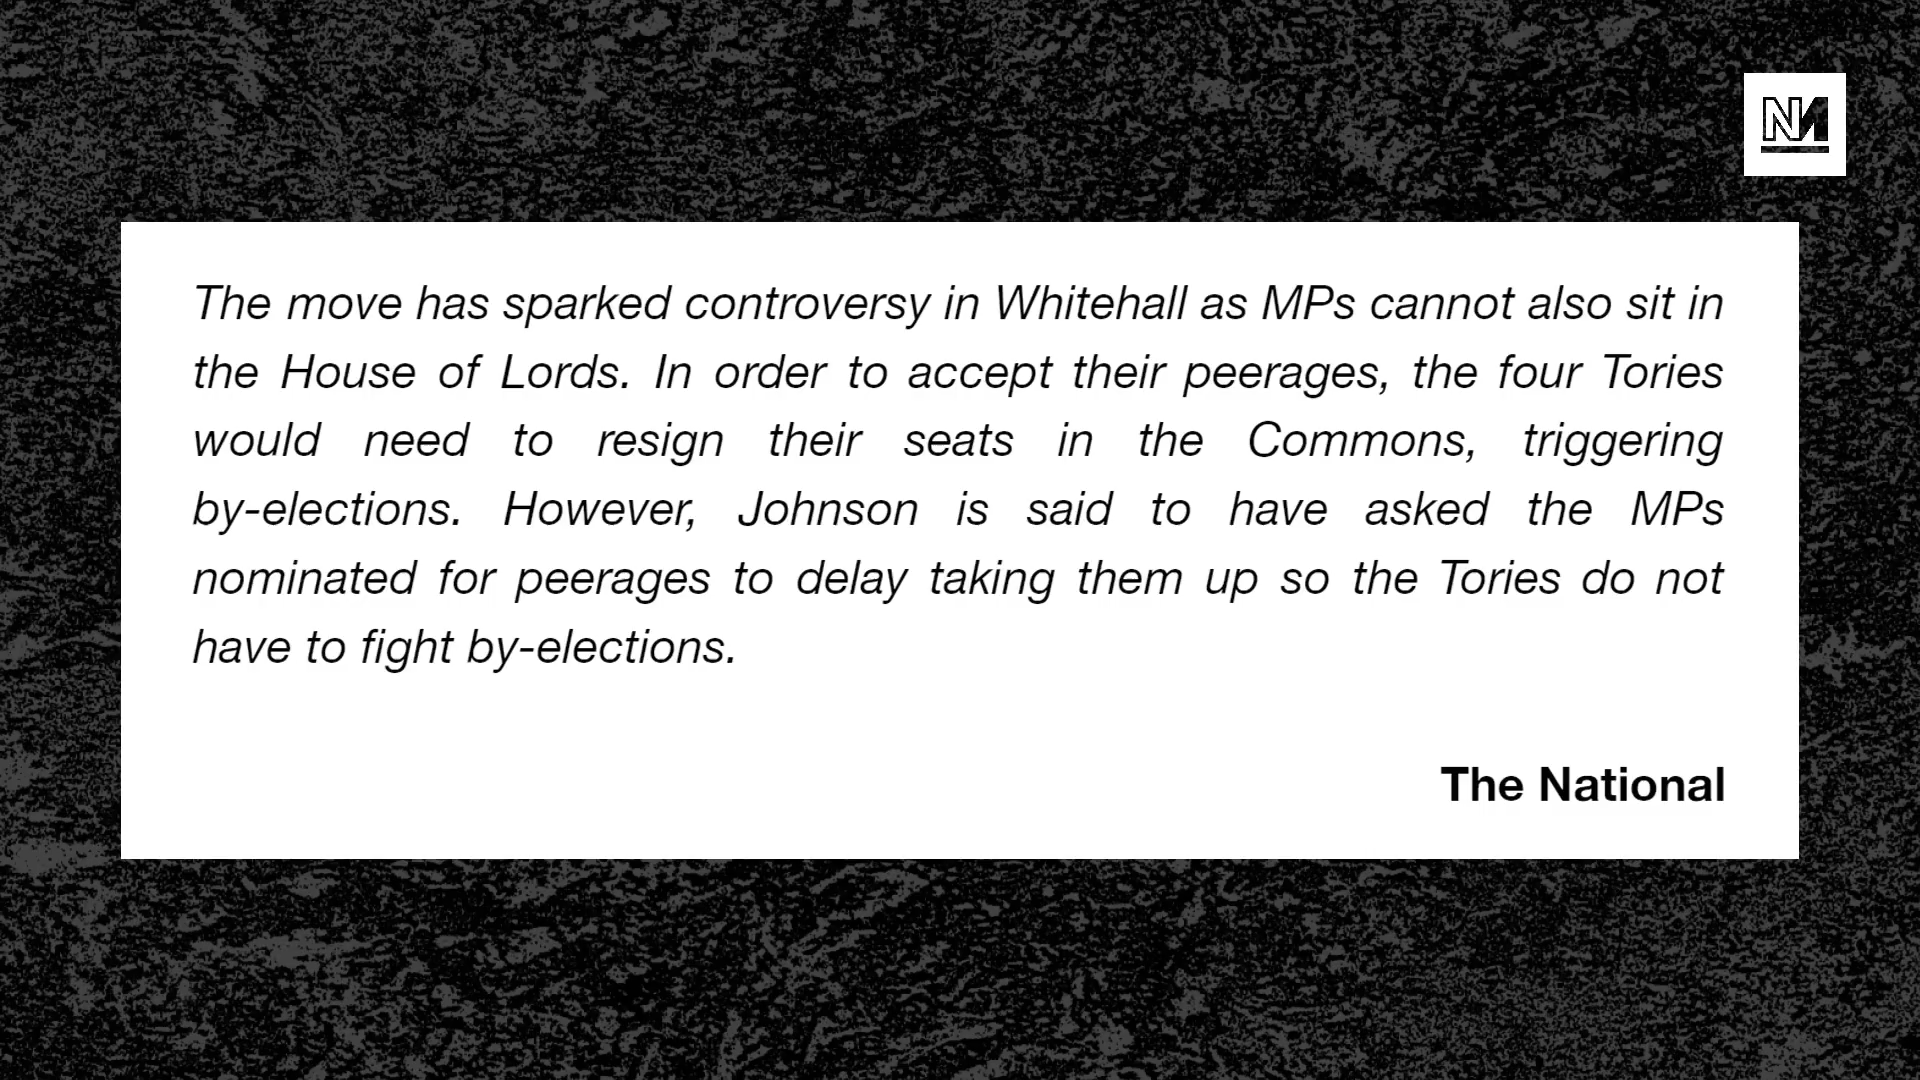 NM
The move has sparked controversy in Whitehall as MPs cannot also sit in
the House of Lords. In order to accept their peerages, the four Tories
would need to resign their seats in the Commons, triggering
by-elections. However, Johnson is said to have asked the MPs
nominated for peerages to delay taking them up so the Tories do not
have to fight by-elections.
The National